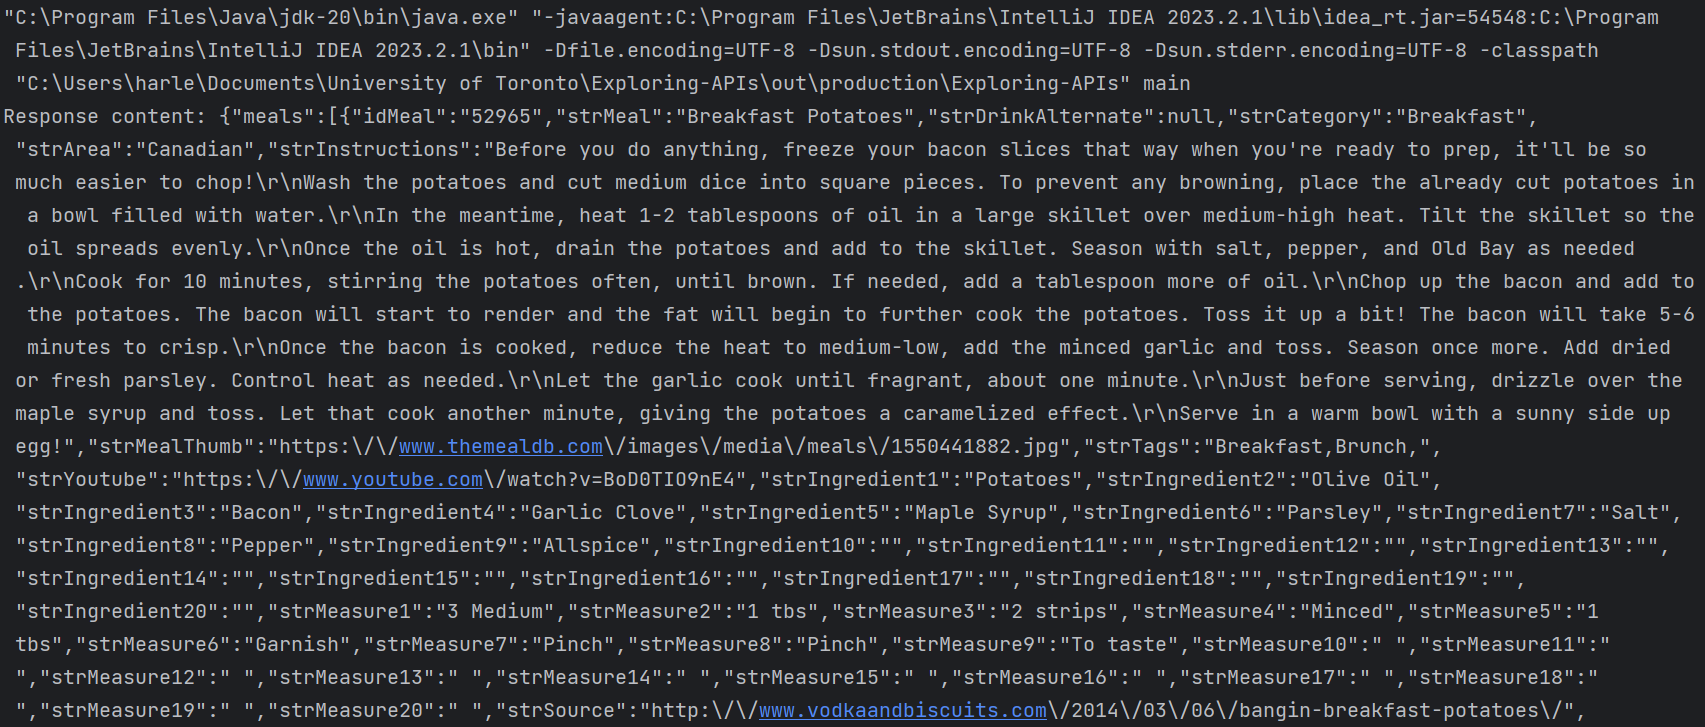 "C:\Program Files\Java\jdk-20\bin\java.exe" "-javaagent:C:\Program Files\JetBrains\IntelliJ IDEA 2023.2.1\lib\idea_rt.jar=54548:C:\Program
Files\JetBrains\IntelliJ IDEA 2023.2.1\bin" -Dfile.encoding=UTF-8 -Dsun.stdout.encoding=UTF-8 -Dsun.stderr.encoding=UTF-8 -classpath
"C:\Users\harle\Documents\University of Toronto\Exploring-APIs\out\production\Exploring-APIs" main
Response content: {"meals":[{"idMeal":"52965","strMeal":"Breakfast Potatoes","strDrinkAlternate":null,"strCategory":"Breakfast",
"strArea":"Canadian","strInstructions":"Before you do anything, freeze your bacon slices that way when you're ready to prep, it'll be so
much easier to chop!\r\nWash the potatoes and cut medium dice into square pieces. To prevent any browning, place the already cut potatoes in
a bowl filled with water.\r\nIn the meantime, heat 1-2 tablespoons of oil in a large skillet over medium-high heat. Tilt the skillet so the
oil spreads evenly.\r\nOnce the oil is hot, drain the potatoes and add to the skillet. Season with salt, pepper, and Old Bay as needed
.\r\nCook for 10 minutes, stirring the potatoes often, until brown. If needed, add a tablespoon more of oil.\r\nChop up the bacon and add to
the potatoes. The bacon will start to render and the fat will begin to further cook the potatoes. Toss it up a bit! The bacon will take 5-6
minutes to crisp.\r\nOnce the bacon is cooked, reduce the heat to medium-low, add the minced garlic and toss. Season once more. Add dried
or fresh parsley. Control heat as needed.\r\nLet the garlic cook until fragrant, about one minute.\r\nJust before serving, drizzle over the
maple syrup and toss. Let that cook another minute, giving the potatoes a caramelized effect.\r\nServe in a warm bowl with a sunny side up
egg!","strMealThumb":"https:\/\/www.themealdb.com\/images\/media\/meals\/1550441882.jpg","strTags":"Breakfast,Brunch,",
"strYoutube":"https:\/\/www.youtube.com\/watch?v=BoD0TIO9nE4","strIngredient1":"Potatoes","strIngredient2":"Olive Oil",
"strIngredient3":"Bacon","strIngredient4":"Garlic Clove","strIngredient5":"Maple Syrup","strIngredient6":"Parsley","strIngredient7":"Salt",
"strIngredient8":"Pepper","strIngredient9":"Allspice","strIngredient10":"","strIngredient11":"","strIngredient12":"","strIngredient13":"",
"strIngredient14":"","strIngredient15":"","strIngredient16":"","strIngredient17":"","strIngredient18":"","strIngredient19":"",
"strIngredient20":"","strMeasure1":"3 Medium","strMeasure2":"1 tbs","strMeasure3":"2 strips","strMeasure4":"Minced","strMeasure5":"1
tbs","strMeasure6":"Garnish","strMeasure7":"Pinch","strMeasure8":"Pinch","strMeasure9":"To taste","strMeasure10":" ","strMeasure11":"
","strMeasure12":" ","strMeasure13":" ","strMeasure14":" ","strMeasure15":" ","strMeasure16":" ","strMeasure17":" ","strMeasure18":"
","strMeasure19":" ","strMeasure20":" ","strSource":"http:\/\/www.vodkaandbiscuits.com\/2014\/03\/06\/bangin-breakfast-potatoes\/",